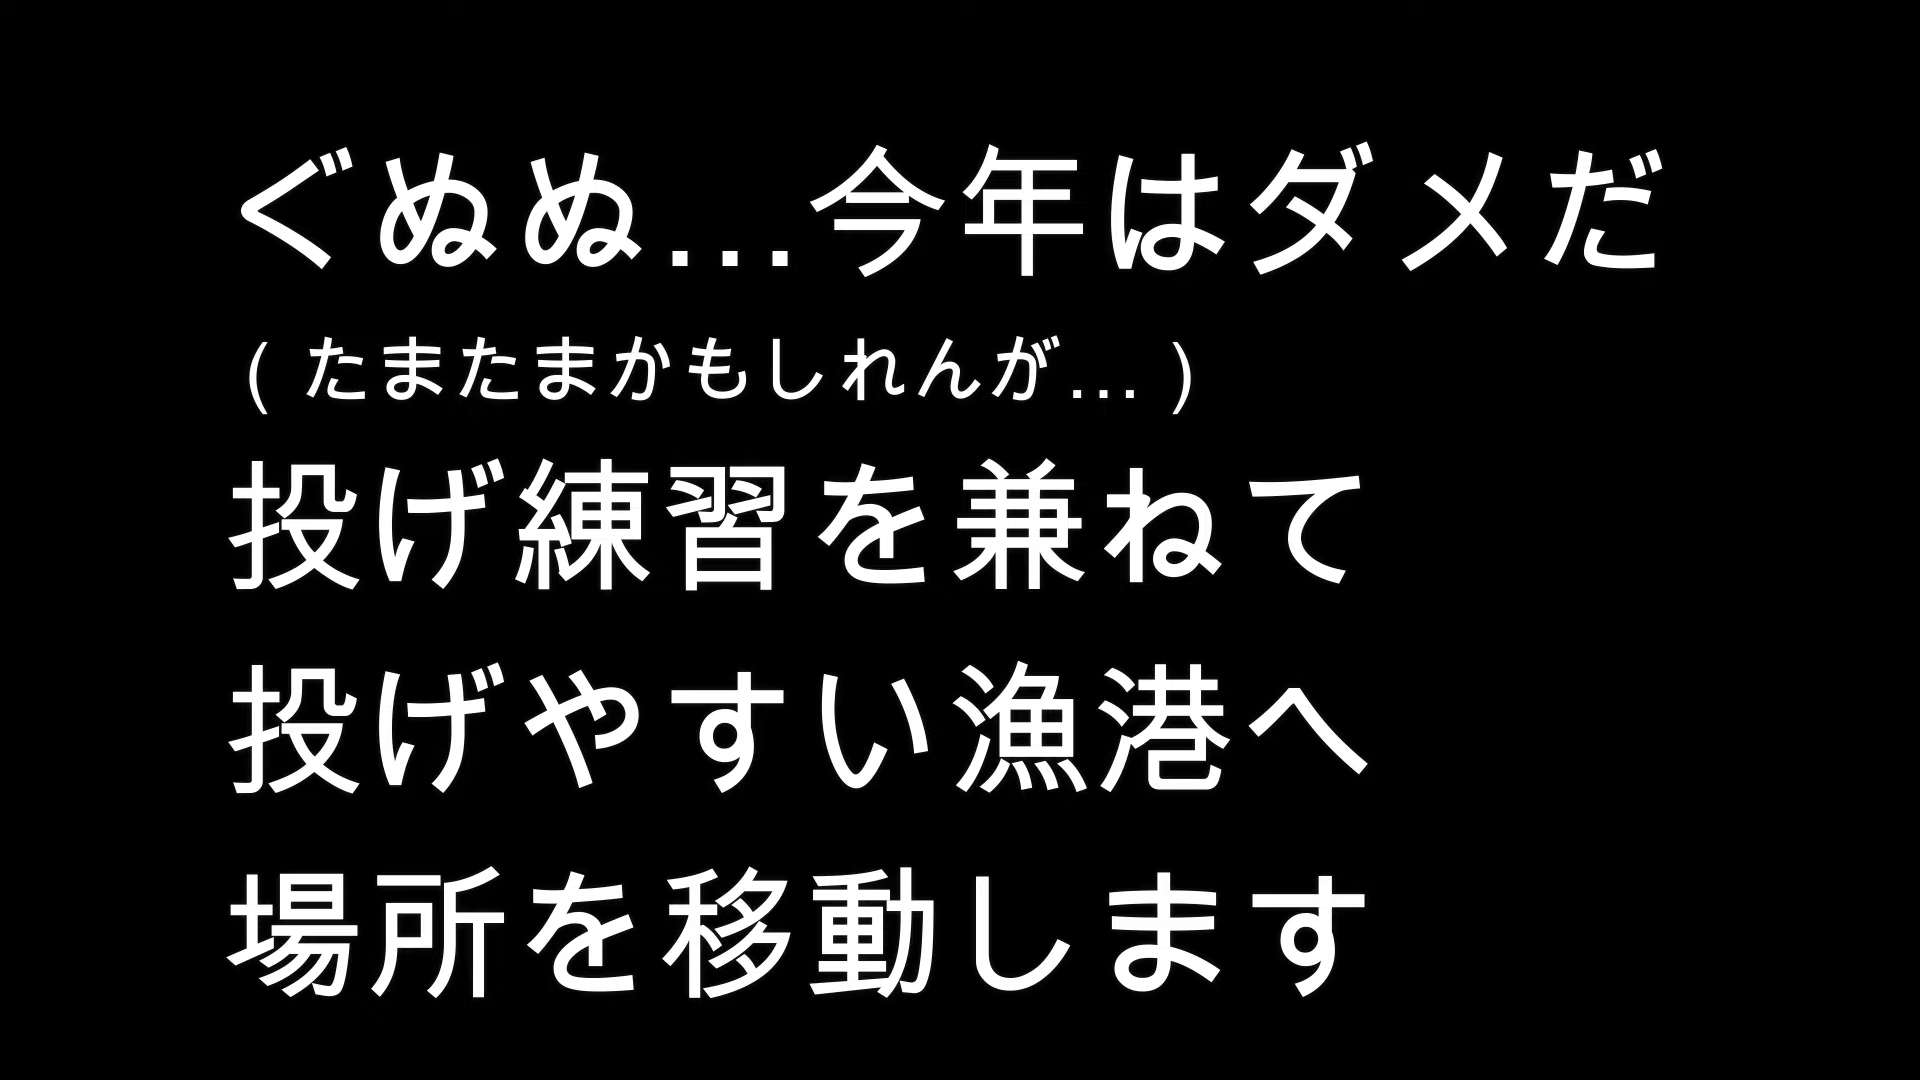 ぐぬぬ...今年はダメだ
( たまたまかもしれんが... )
投げ練習を兼ねて
投げやすい漁港へ
場所を移動します